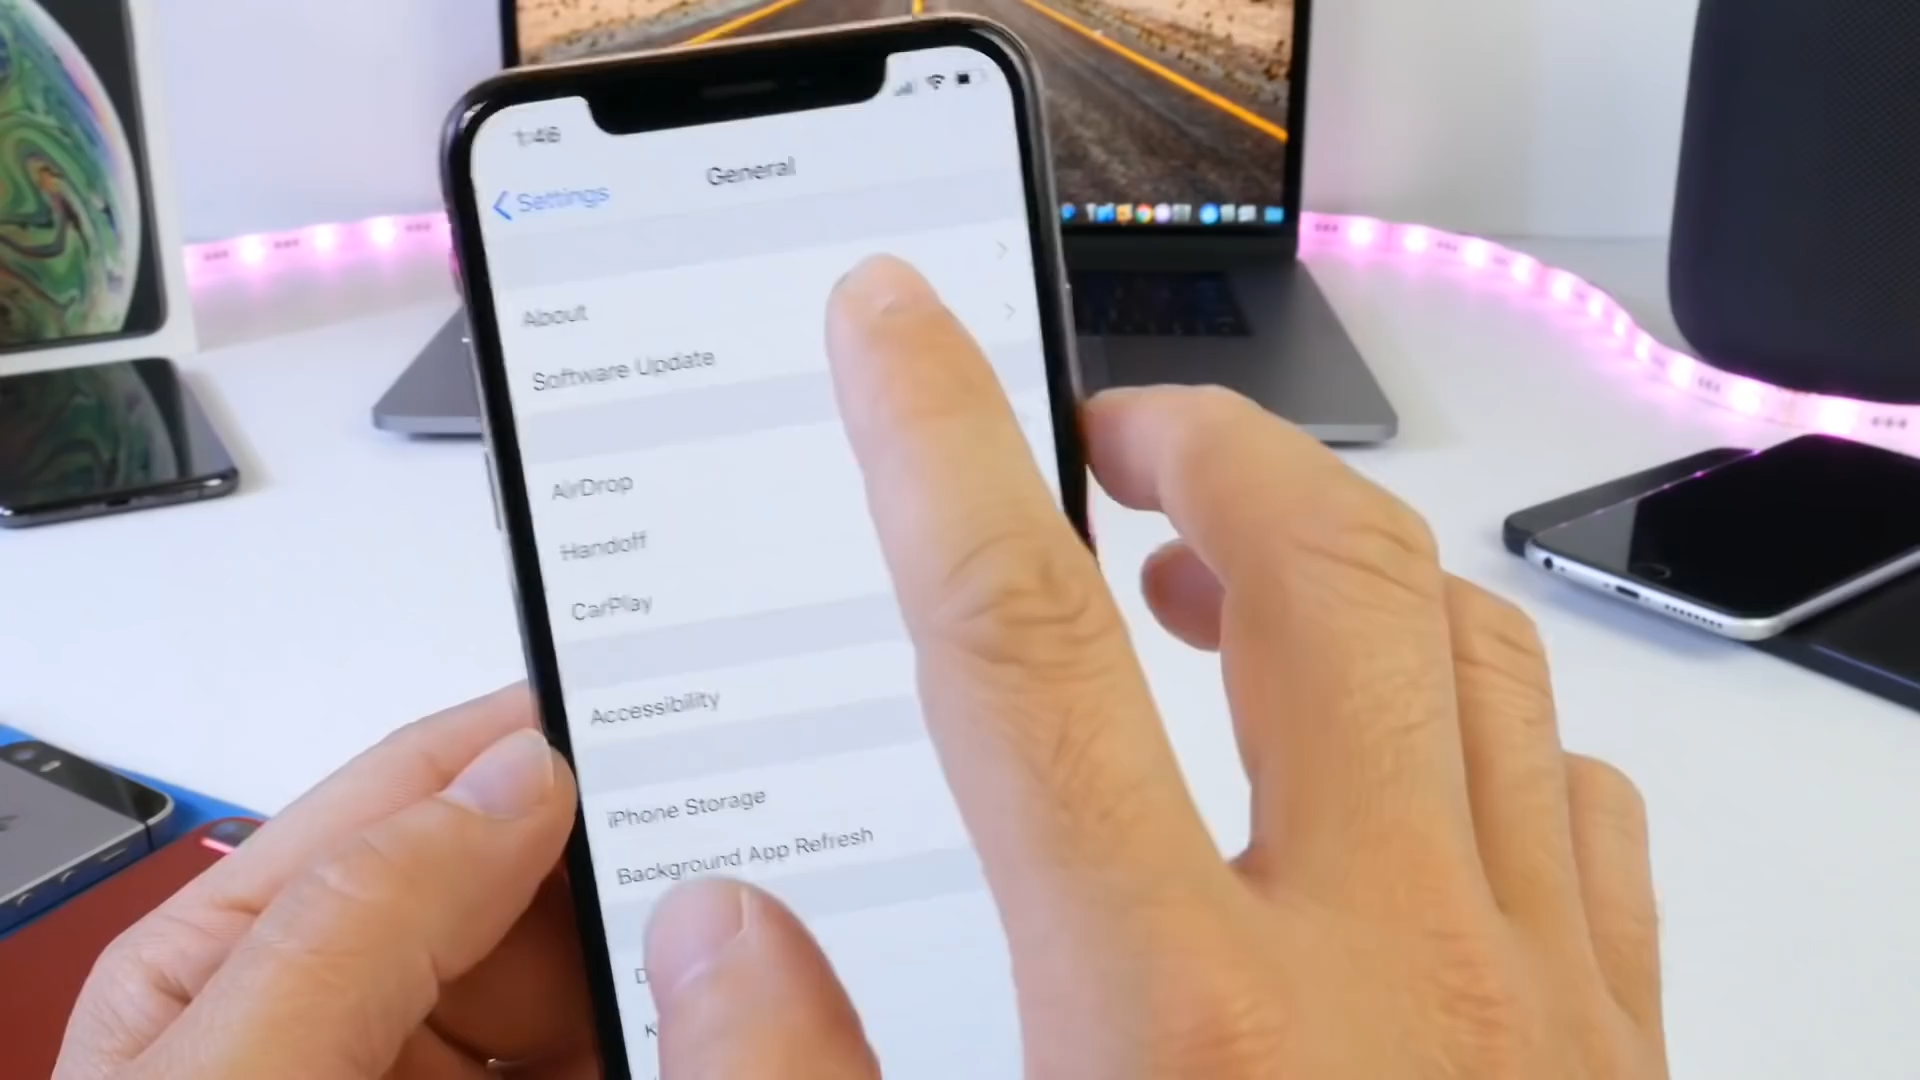 1:46
General
Settings
About
Software Update
AirDrop
Handoff
CarPlay
Accessibility
iPhone Storage
Background App Refresh
D
K